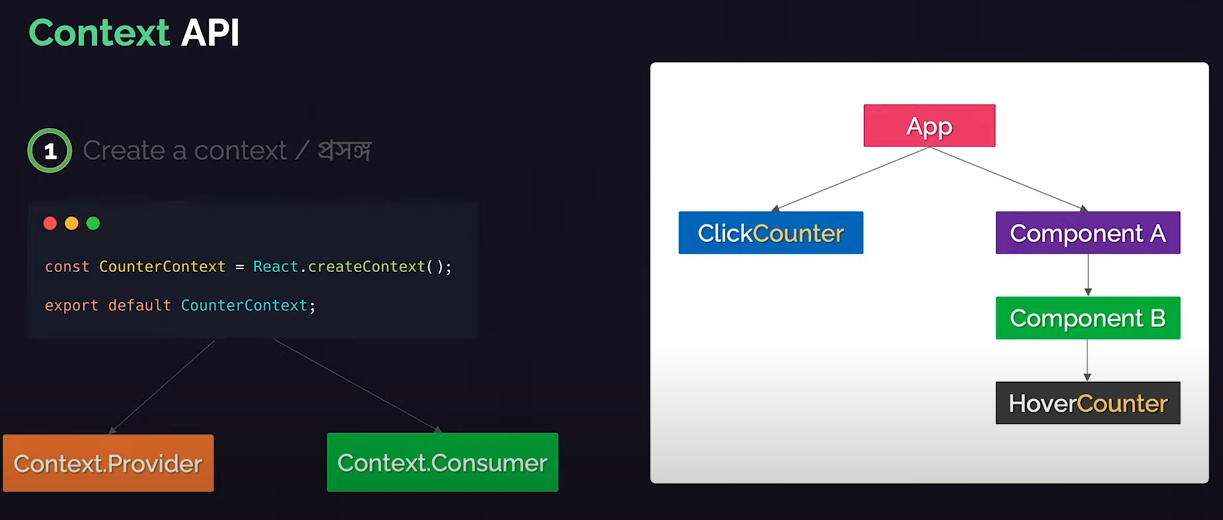 Context API
1 Create a context / প্রসঙ্গ
const CounterContext = React.createContext();
export default CounterContext;
Context.Provider
Context.Consumer
App
ClickCounter
Component A
Component B
HoverCounter